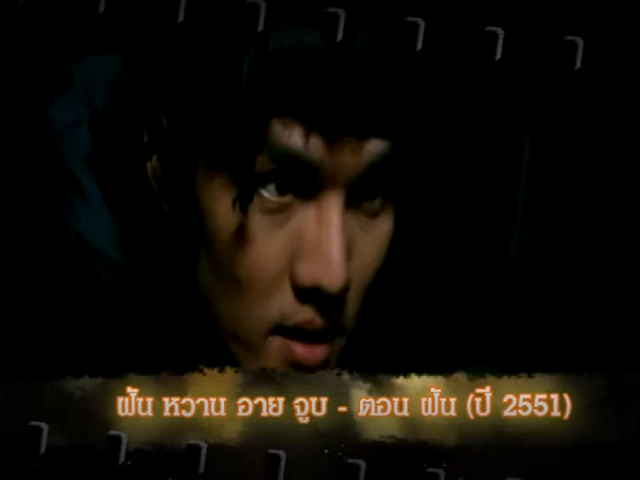 ฝัน หวาน อาย จูบ - ตอน ฝัน (ปี 2551)